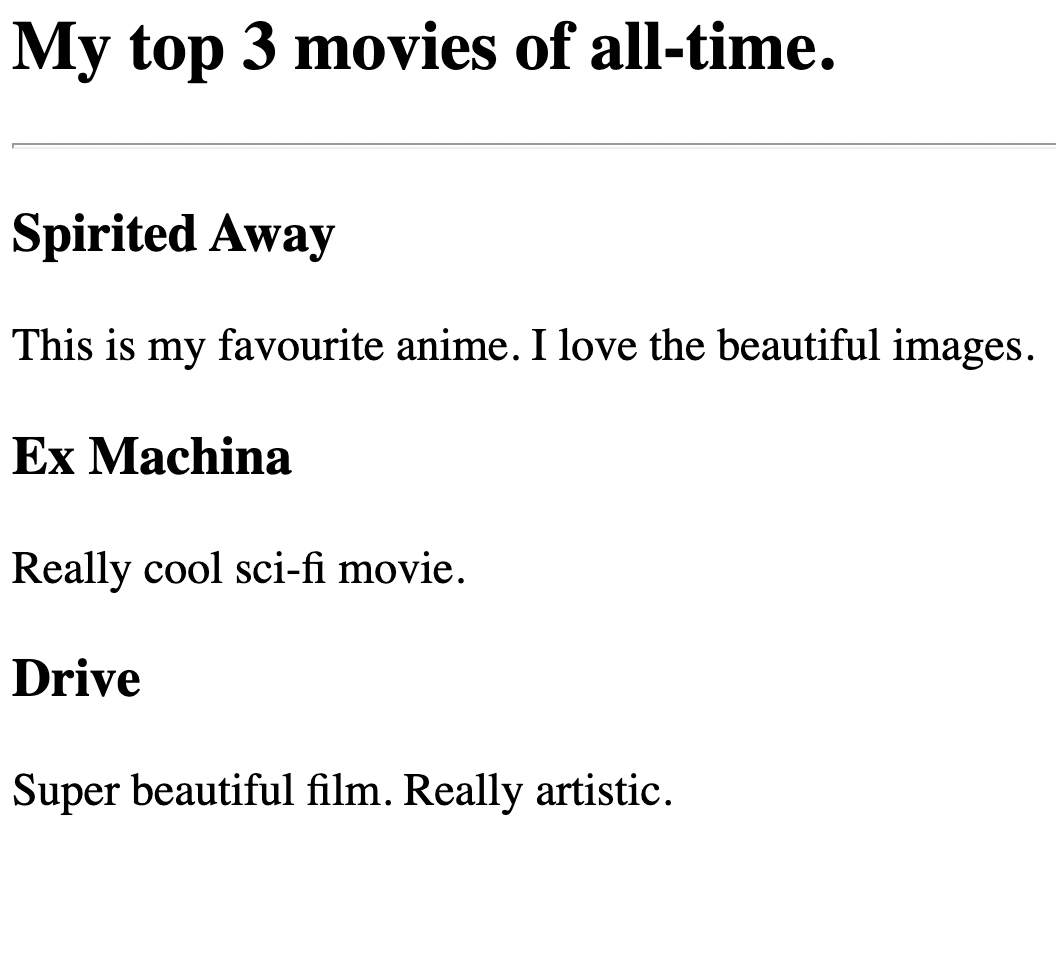 My top 3 movies of all-time.
Spirited Away
This is my favourite anime. I love the beautiful images.
Ex Machina
Really cool sci-fi movie.
Drive
Super beautiful film. Really artistic.